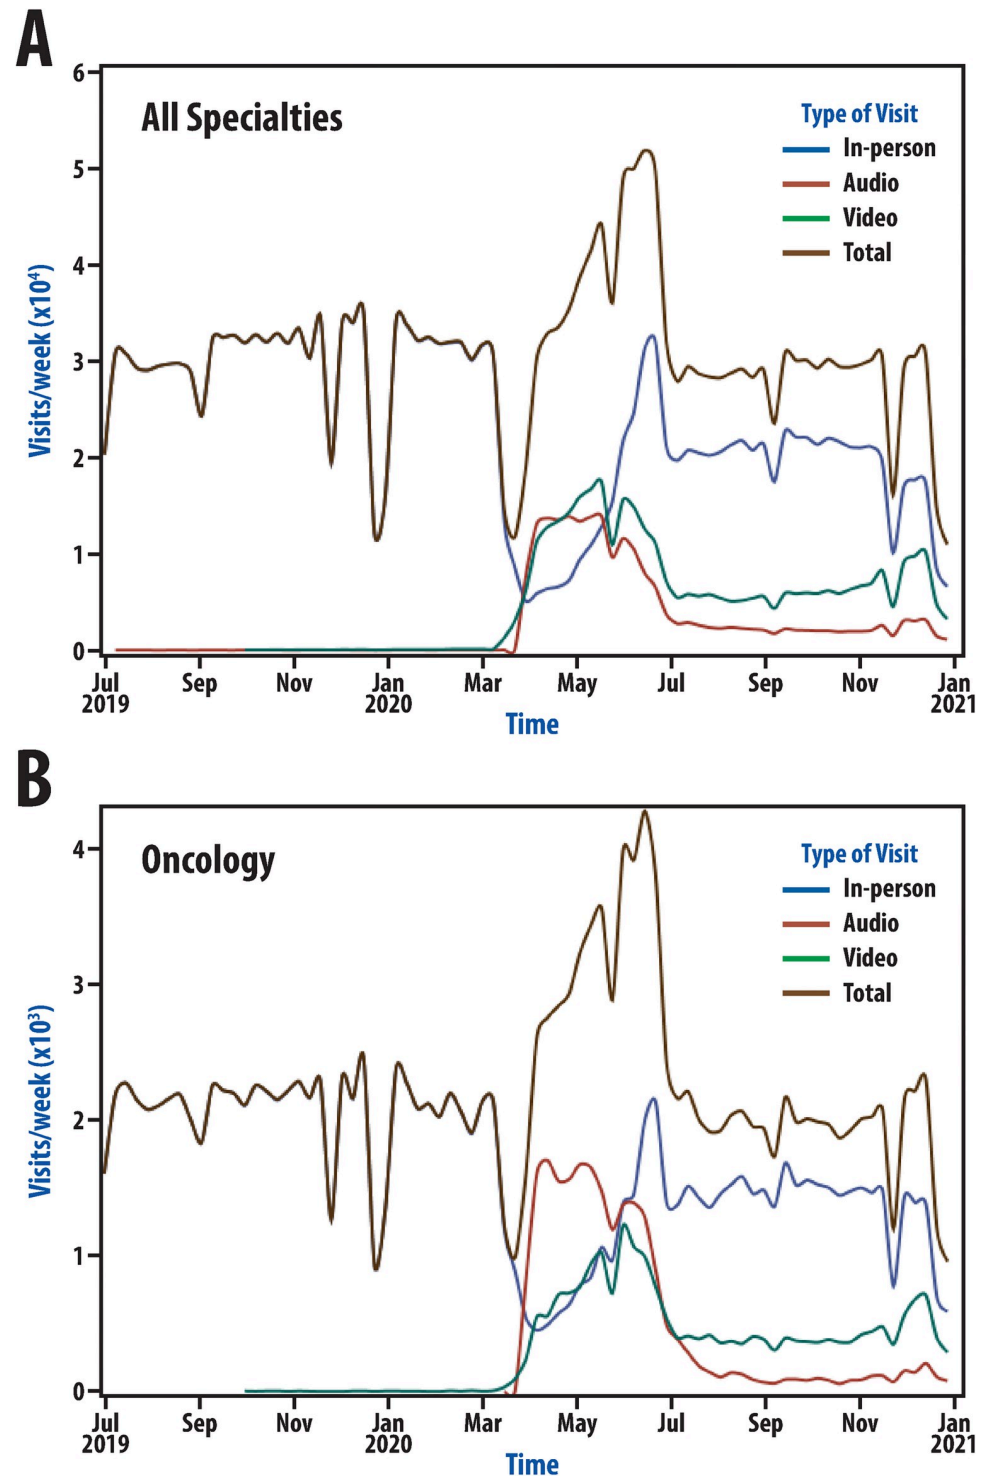 A
All Specialties
Type of Visit
In-person
Audio
Video
Total
Visits/week (x10⁴)
6
5
4
3
2
1
0
Jul Sep Nov Jan Mar May Jul Sep Nov Jan
2019 2020 2021
Time
B
Oncology
Type of Visit
In-person
Audio
Video
Total
Visits/week (x10³)
4
3
2
1
0
Jul Sep Nov Jan Mar May Jul Sep Nov Jan
2019 2020 2021
Time